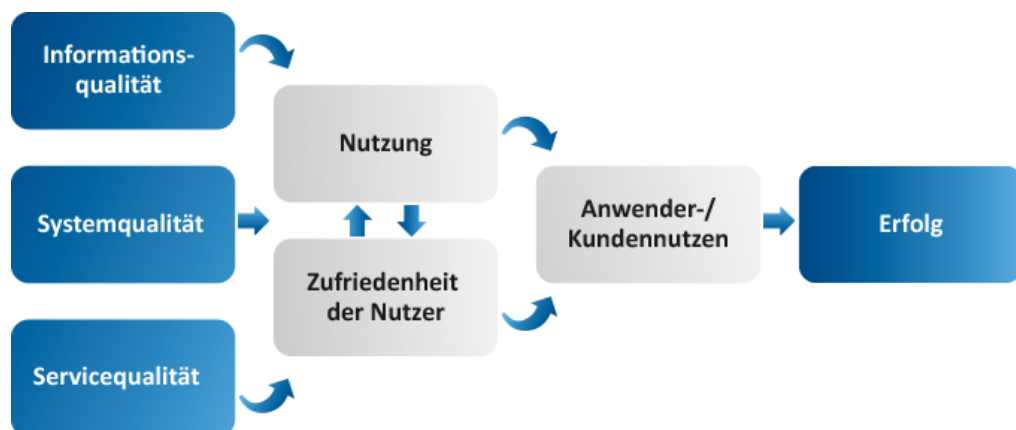 Informations-
qualität
Systemqualität
Servicequalität
Nutzung
Zufriedenheit
der Nutzer
Anwender-/
Kundennutzen
Erfolg